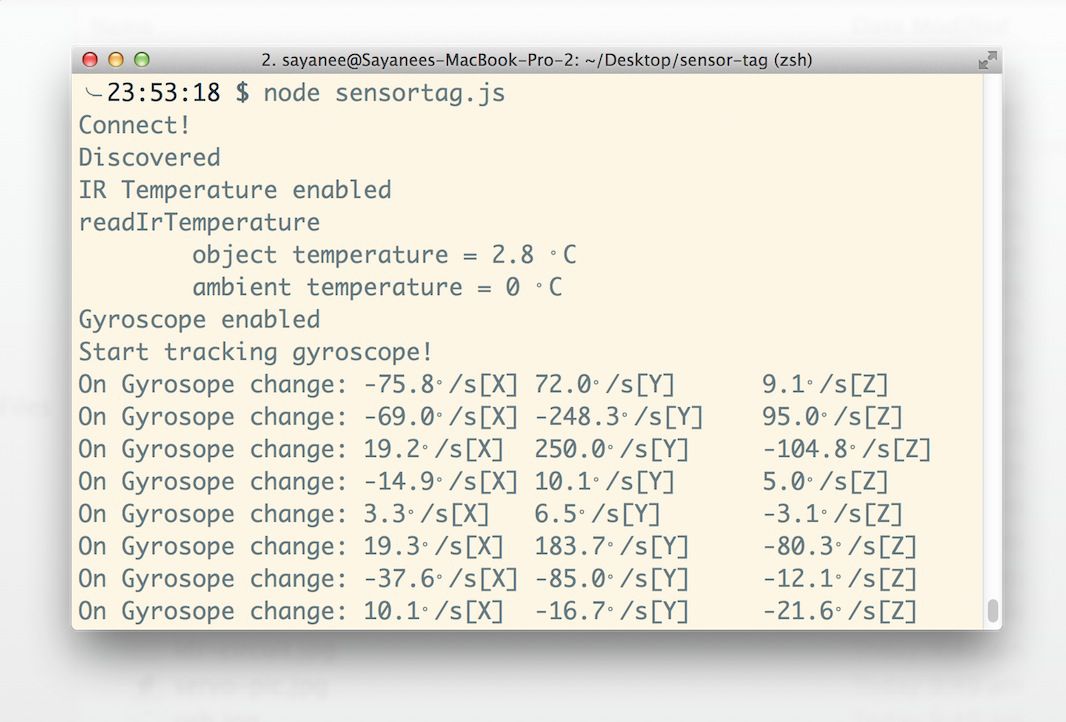 2. sayanee@Sayanees-MacBook-Pro-2: ~/Desktop/sensor-tag (zsh)
23:53:18 $ node sensortag.js
Connect!
Discovered
IR Temperature enabled
readIrTemperature
object temperature = 2.8 °C
ambient temperature = 0 °C
Gyroscope enabled
Start tracking gyroscope!
On Gyrosope change: -75.8°/s[X] 72.0°/s[Y] 9.1°/s[Z]
On Gyrosope change: -69.0°/s[X] -248.3°/s[Y] 95.0°/s[Z]
On Gyrosope change: 19.2°/s[X] 250.0°/s[Y] -104.8°/s[Z]
On Gyrosope change: -14.9°/s[X] 10.1°/s[Y] 5.0°/s[Z]
On Gyrosope change: 3.3°/s[X] 6.5°/s[Y] -3.1°/s[Z]
On Gyrosope change: 19.3°/s[X] 183.7°/s[Y] -80.3°/s[Z]
On Gyrosope change: -37.6°/s[X] -85.0°/s[Y] -12.1°/s[Z]
On Gyrosope change: 10.1°/s[X] -16.7°/s[Y] -21.6°/s[Z]